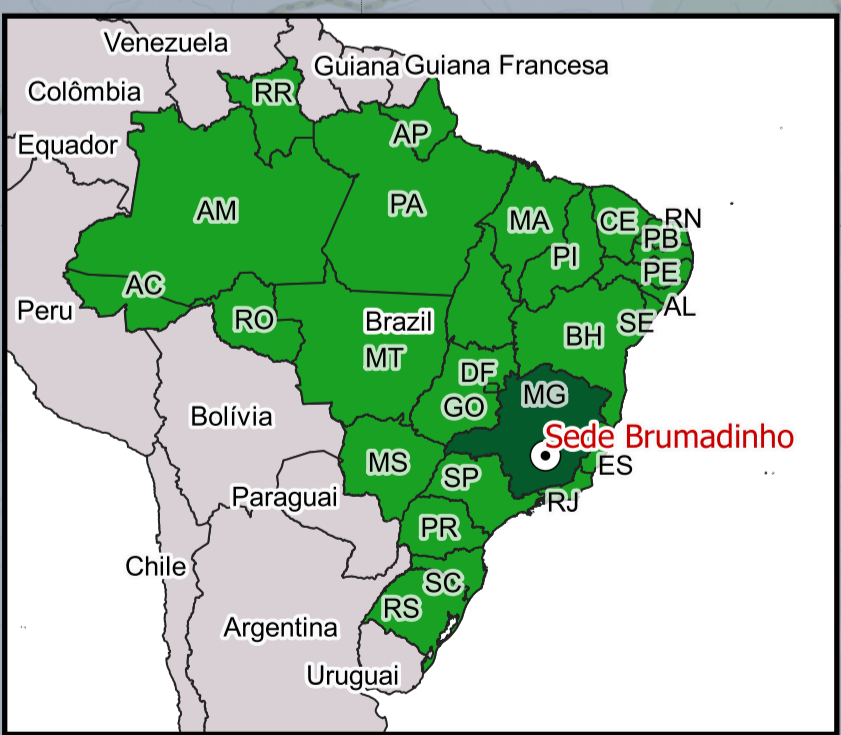 Venezuela
Guiana
Guiana Francesa
Colômbia
RR
AP
Equador
AM
PA
MA
CE
RN
PB
PI
PE
AC
AL
Peru
RO
Brazil
SE
BH
MT
DF
MG
GO
Bolívia
Sede Brumadinho
MS
ES
SP
Paraguai
RJ
PR
Chile
SC
RS
Argentina
Uruguai